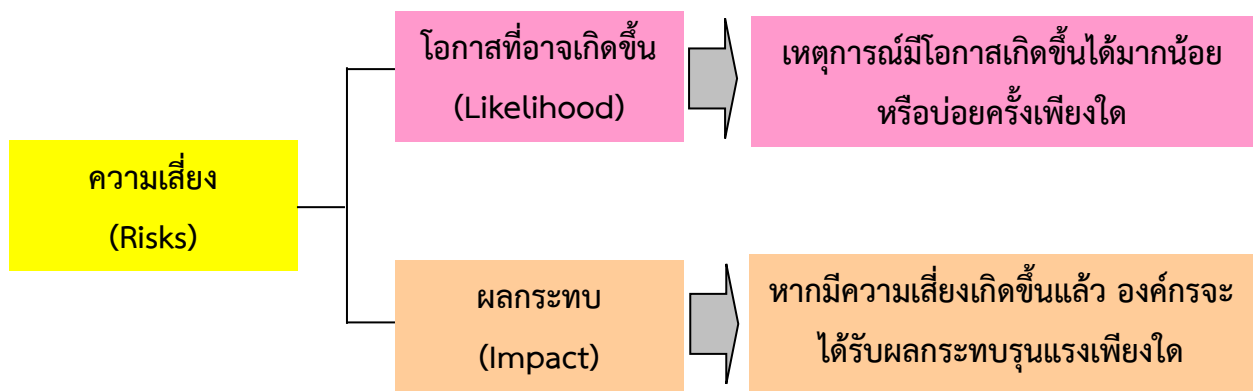 ความเสี่ยง
(Risks)
โอกาสที่อาจเกิดขึ้น
(Likelihood)
เหตุการณ์มีโอกาสเกิดขึ้นได้มากน้อย
หรือบ่อยครั้งเพียงใด
ผลกระทบ
(Impact)
หากมีความเสี่ยงเกิดขึ้นแล้ว องค์กรจะ
ได้รับผลกระทบรุนแรงเพียงใด